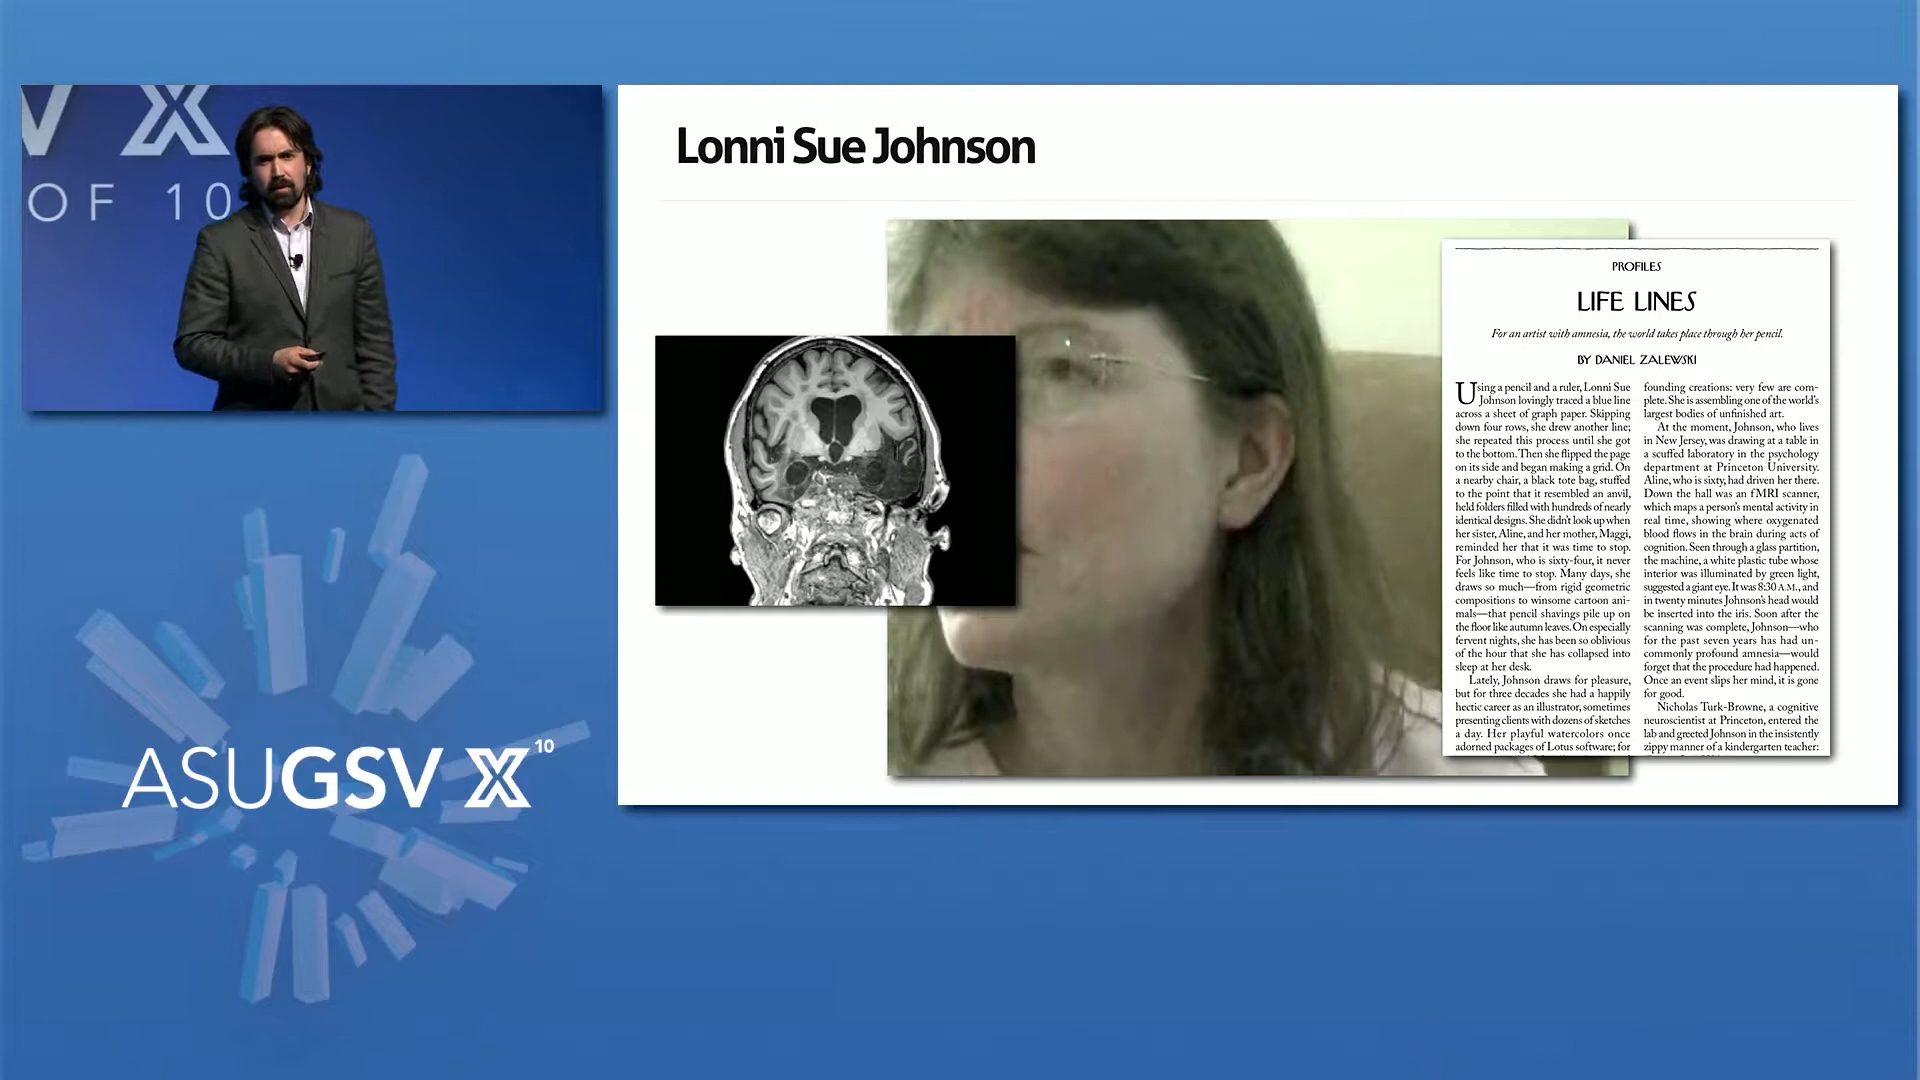 V X
OF 10
ASUGSV X10
Lonni Sue Johnson
PROFILES
LIFE LINES
For an artist with amnesia, the world takes place through her pencil.
BY DANIEL ZALEWSKI
Using a pencil and a ruler, Lonni Sue
Johnson lovingly traced a blue line
across a sheet of graph paper. Skipping
down four rows, she drew another line;
she repeated this process until she got
to the bottom. Then she flipped the page
on its side and began making a grid. On
a nearby chair, a black tote bag, stuffed
to the point that it resembled an anvil,
held folders filled with hundreds of nearly
identical designs. She didn't look up when
her sister, Aline, and her mother, Maggi,
reminded her that it was time to stop.
For Johnson, who is sixty-four, it never
feels like time to stop. Many days, she
draws so much—from rigid geometric
compositions to winsome cartoon ani-
mals—that pencil shavings pile up on
the floor like autumn leaves. On especially
fervent nights, she has been so oblivious
of the hour that she has collapsed into
sleep at her desk.
Lately, Johnson draws for pleasure,
but for three decades she had a happily
hectic career as an illustrator, sometimes
presenting clients with dozens of sketches
a day. Her playful watercolors once
adorned packages of Lotus software; for
founding creations: very few are com-
plete. She is assembling one of the world's
largest bodies of unfinished art.
At the moment, Johnson, who lives
in New Jersey, was drawing at a table in
a scuffed laboratory in the psychology
department at Princeton University.
Aline, who is sixty, had driven her there.
Down the hall was an fMRI scanner,
which maps a person's mental activity in
real time, showing where oxygenated
blood flows in the brain during acts of
cognition. Seen through a glass partition,
the machine, a white plastic tube whose
interior was illuminated by green light,
suggested a giant eye. It was 8:30 A.M., and
in twenty minutes Johnson's head would
be inserted into the iris. Soon after the
scanning was complete, Johnson—who
for the past seven years has had un-
commonly profound amnesia—would
forget that the procedure had happened.
Once an event slips her mind, it is gone
for good.
Nicholas Turk-Browne, a cognitive
neuroscientist at Princeton, entered the
lab and greeted Johnson in the insistently
zippy manner of a kindergarten teacher: